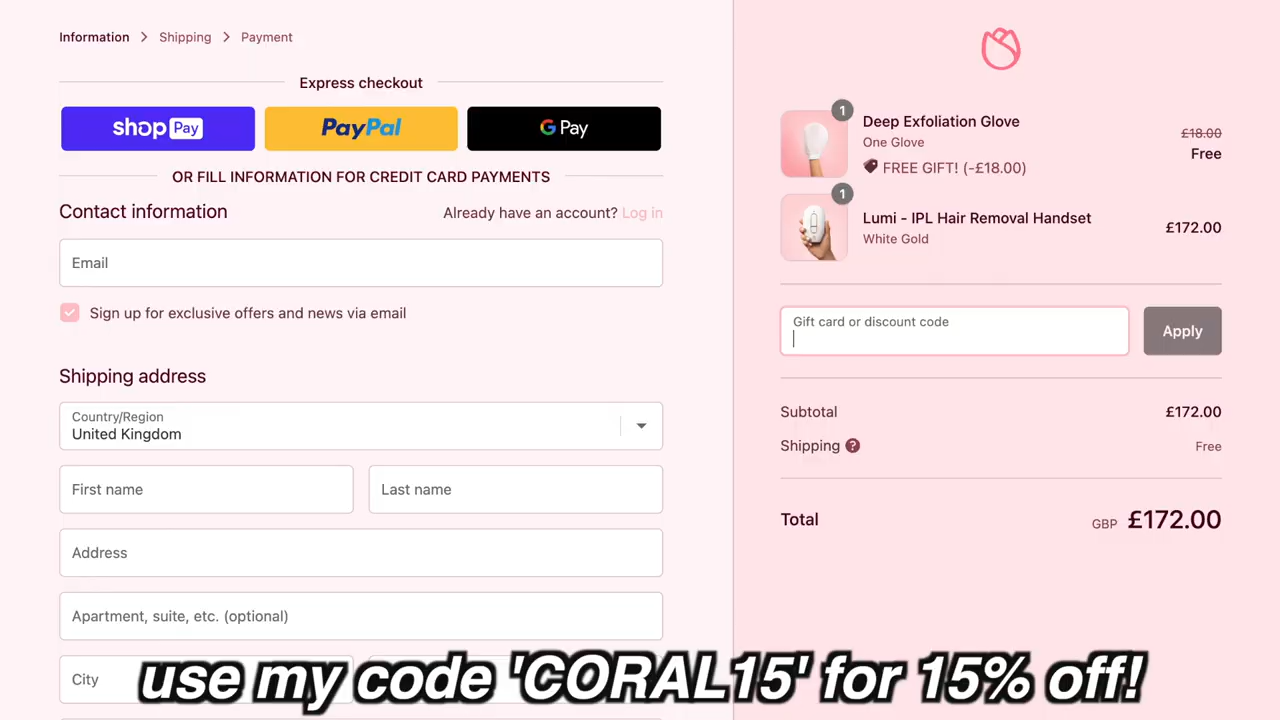 Information > Shipping > Payment
Express checkout
shop Pay
PayPal
G Pay
OR FILL INFORMATION FOR CREDIT CARD PAYMENTS
Contact information
Already have an account? Log in
Email
Sign up for exclusive offers and news via email
Shipping address
Country/Region
United Kingdom
First name
Last name
Address
Apartment, suite, etc. (optional)
City
1
Deep Exfoliation Glove
£18.00
One Glove
Free
FREE GIFT! (-£18.00)
1
Lumi - IPL Hair Removal Handset
£172.00
White Gold
Gift card or discount code
Apply
Subtotal
£172.00
Shipping ?
Free
Total
GBP £172.00
use my code 'CORAL15' for 15% off!